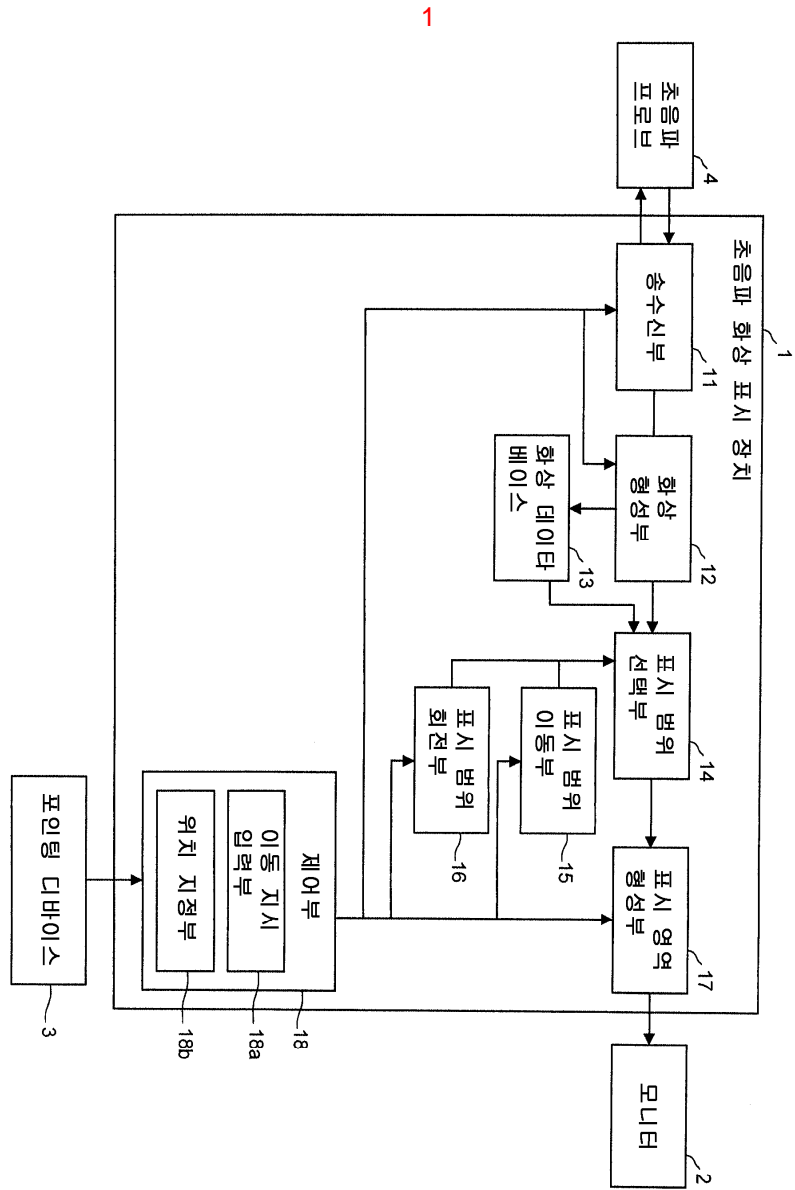 1
초음파
프로브
4
초음파 화상 표시 장치
1
송수신부
11
화상
형성부
12
화상 데이타
베이스
13
표시 범위
선택부
14
표시 범위
이동부
15
표시 범위
회전부
16
표시 영역
형성부
17
모니터
2
제어부
18
이동 지시
입력부
18a
위치 지정부
18b
포인팅 디바이스
3